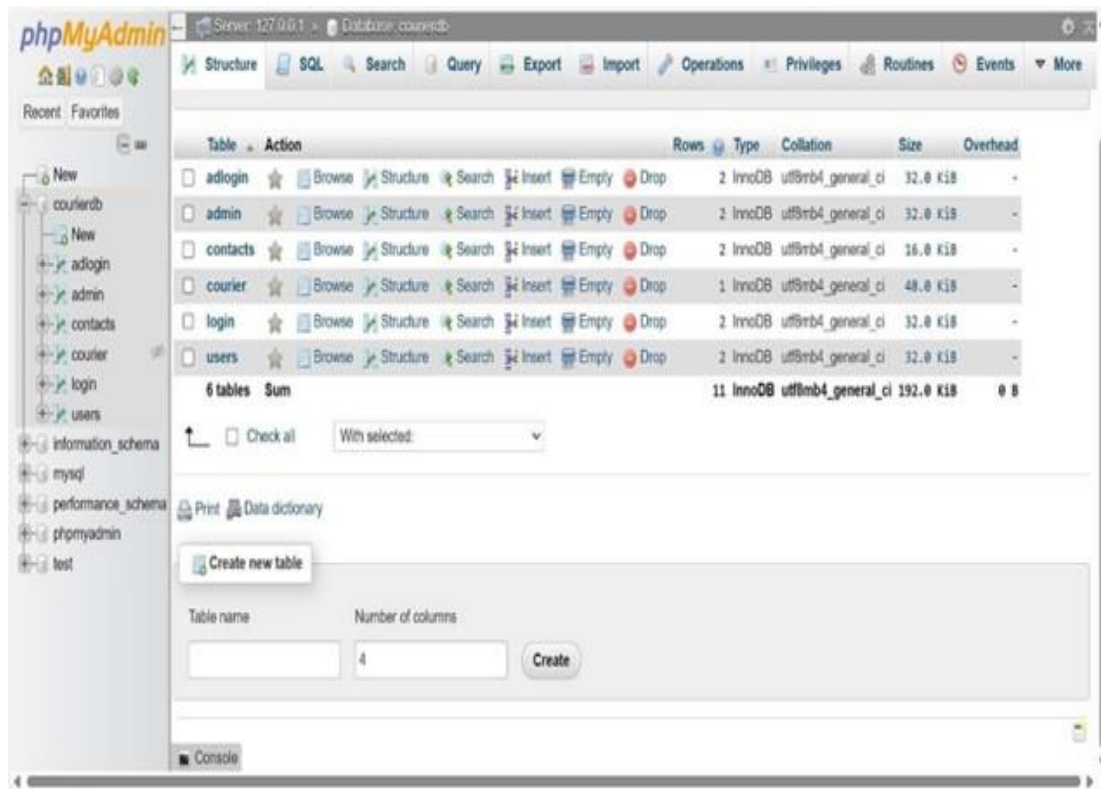 phpMyAdmin
Server: 127.0.0.1 » Database: courierdb
Structure SQL Search Query Export Import Operations Privileges Routines Events More
Recent Favorites
New
courierdb
New
adlogin
admin
contacts
courier
login
users
information_schema
mysql
performance_schema
phpmyadmin
test
Table Action Rows Type Collation Size Overhead
adlogin Browse Structure Search Insert Empty Drop 2 InnoDB utf8mb4_general_ci 32.0 KiB -
admin Browse Structure Search Insert Empty Drop 2 InnoDB utf8mb4_general_ci 32.0 KiB -
contacts Browse Structure Search Insert Empty Drop 2 InnoDB utf8mb4_general_ci 16.0 KiB -
courier Browse Structure Search Insert Empty Drop 1 InnoDB utf8mb4_general_ci 48.0 KiB -
login Browse Structure Search Insert Empty Drop 2 InnoDB utf8mb4_general_ci 32.0 KiB -
users Browse Structure Search Insert Empty Drop 2 InnoDB utf8mb4_general_ci 32.0 KiB -
6 tables Sum 11 InnoDB utf8mb4_general_ci 192.0 KiB 0 B
Check all With selected:
Print Data dictionary
Create new table
Table name Number of columns
4 Create
Console